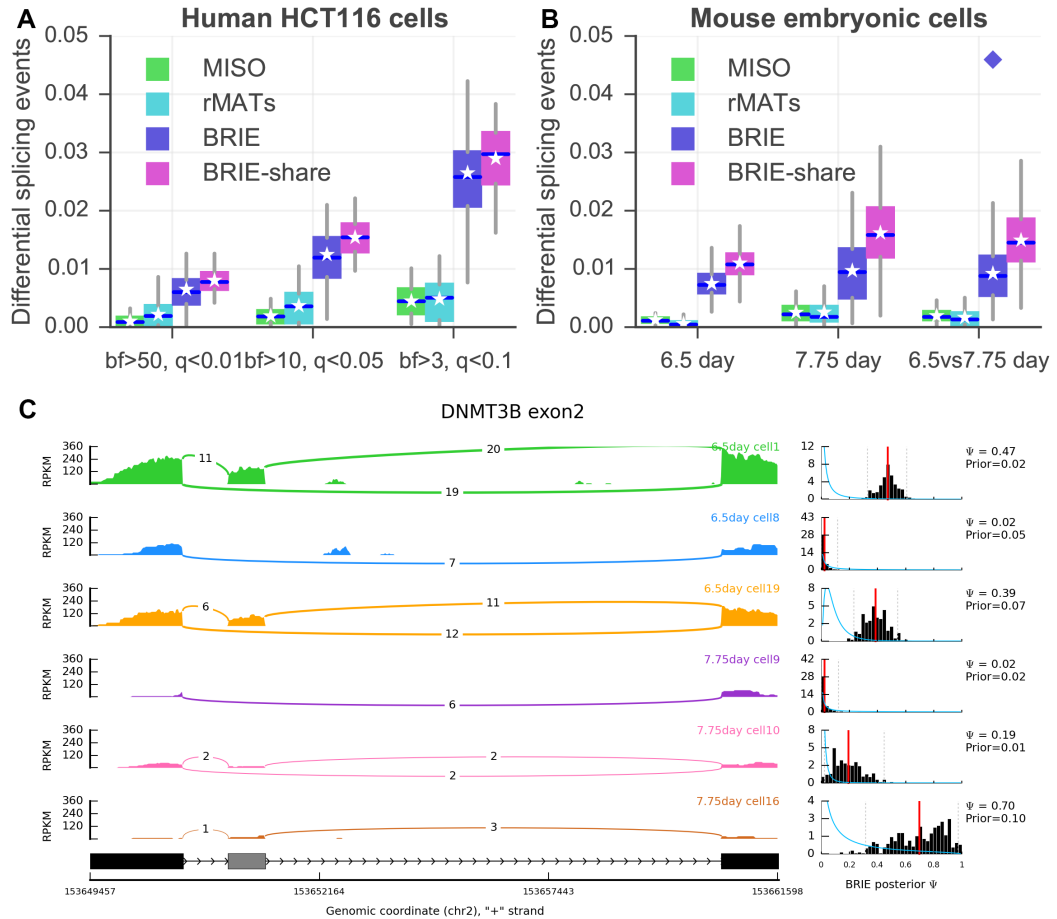 A
Human HCT116 cells
Differential splicing events
0.05
0.04
0.03
0.02
0.01
0.00
MISO
rMATs
BRIE
BRIE-share
bf>50, q<0.01
bf>10, q<0.05
bf>3, q<0.1
B
Mouse embryonic cells
Differential splicing events
0.05
0.04
0.03
0.02
0.01
0.00
MISO
rMATs
BRIE
BRIE-share
6.5 day
7.75 day
6.5vs7.75 day
C
DNMT3B exon2
RPKM
360
240
120
11
20
19
6.5day cell1
12
8
4
0
Ψ = 0.47
Prior=0.02
RPKM
360
240
120
7
6.5day cell8
43
28
14
0
Ψ = 0.02
Prior=0.05
RPKM
360
240
120
6
11
12
6.5day cell19
8
5
2
0
Ψ = 0.39
Prior=0.07
RPKM
360
240
120
6
7.75day cell9
42
28
14
0
Ψ = 0.02
Prior=0.02
RPKM
360
240
120
2
2
2
7.75day cell10
8
5
2
0
Ψ = 0.19
Prior=0.01
RPKM
360
240
120
1
3
7.75day cell16
4
2
1
0
Ψ = 0.70
Prior=0.10
0.0 0.2 0.4 0.6 0.8 1
BRIE posterior Ψ
153649457 153652164 153657443 153661598
Genomic coordinate (chr2), "+" strand